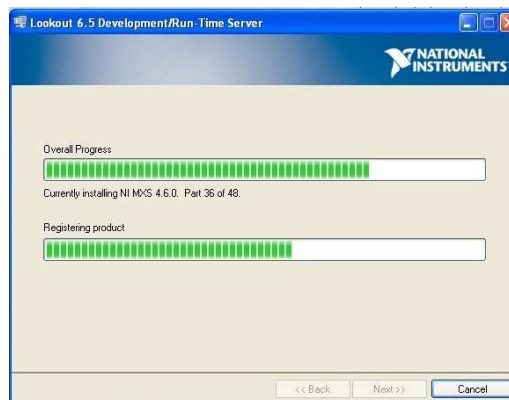 Lookout 6.5 Development/Run-Time Server
NATIONAL
INSTRUMENTS
Overall Progress
Currently installing NI MXS 4.6.0. Part 36 of 48.
Registering product
<< Back
Next >>
Cancel